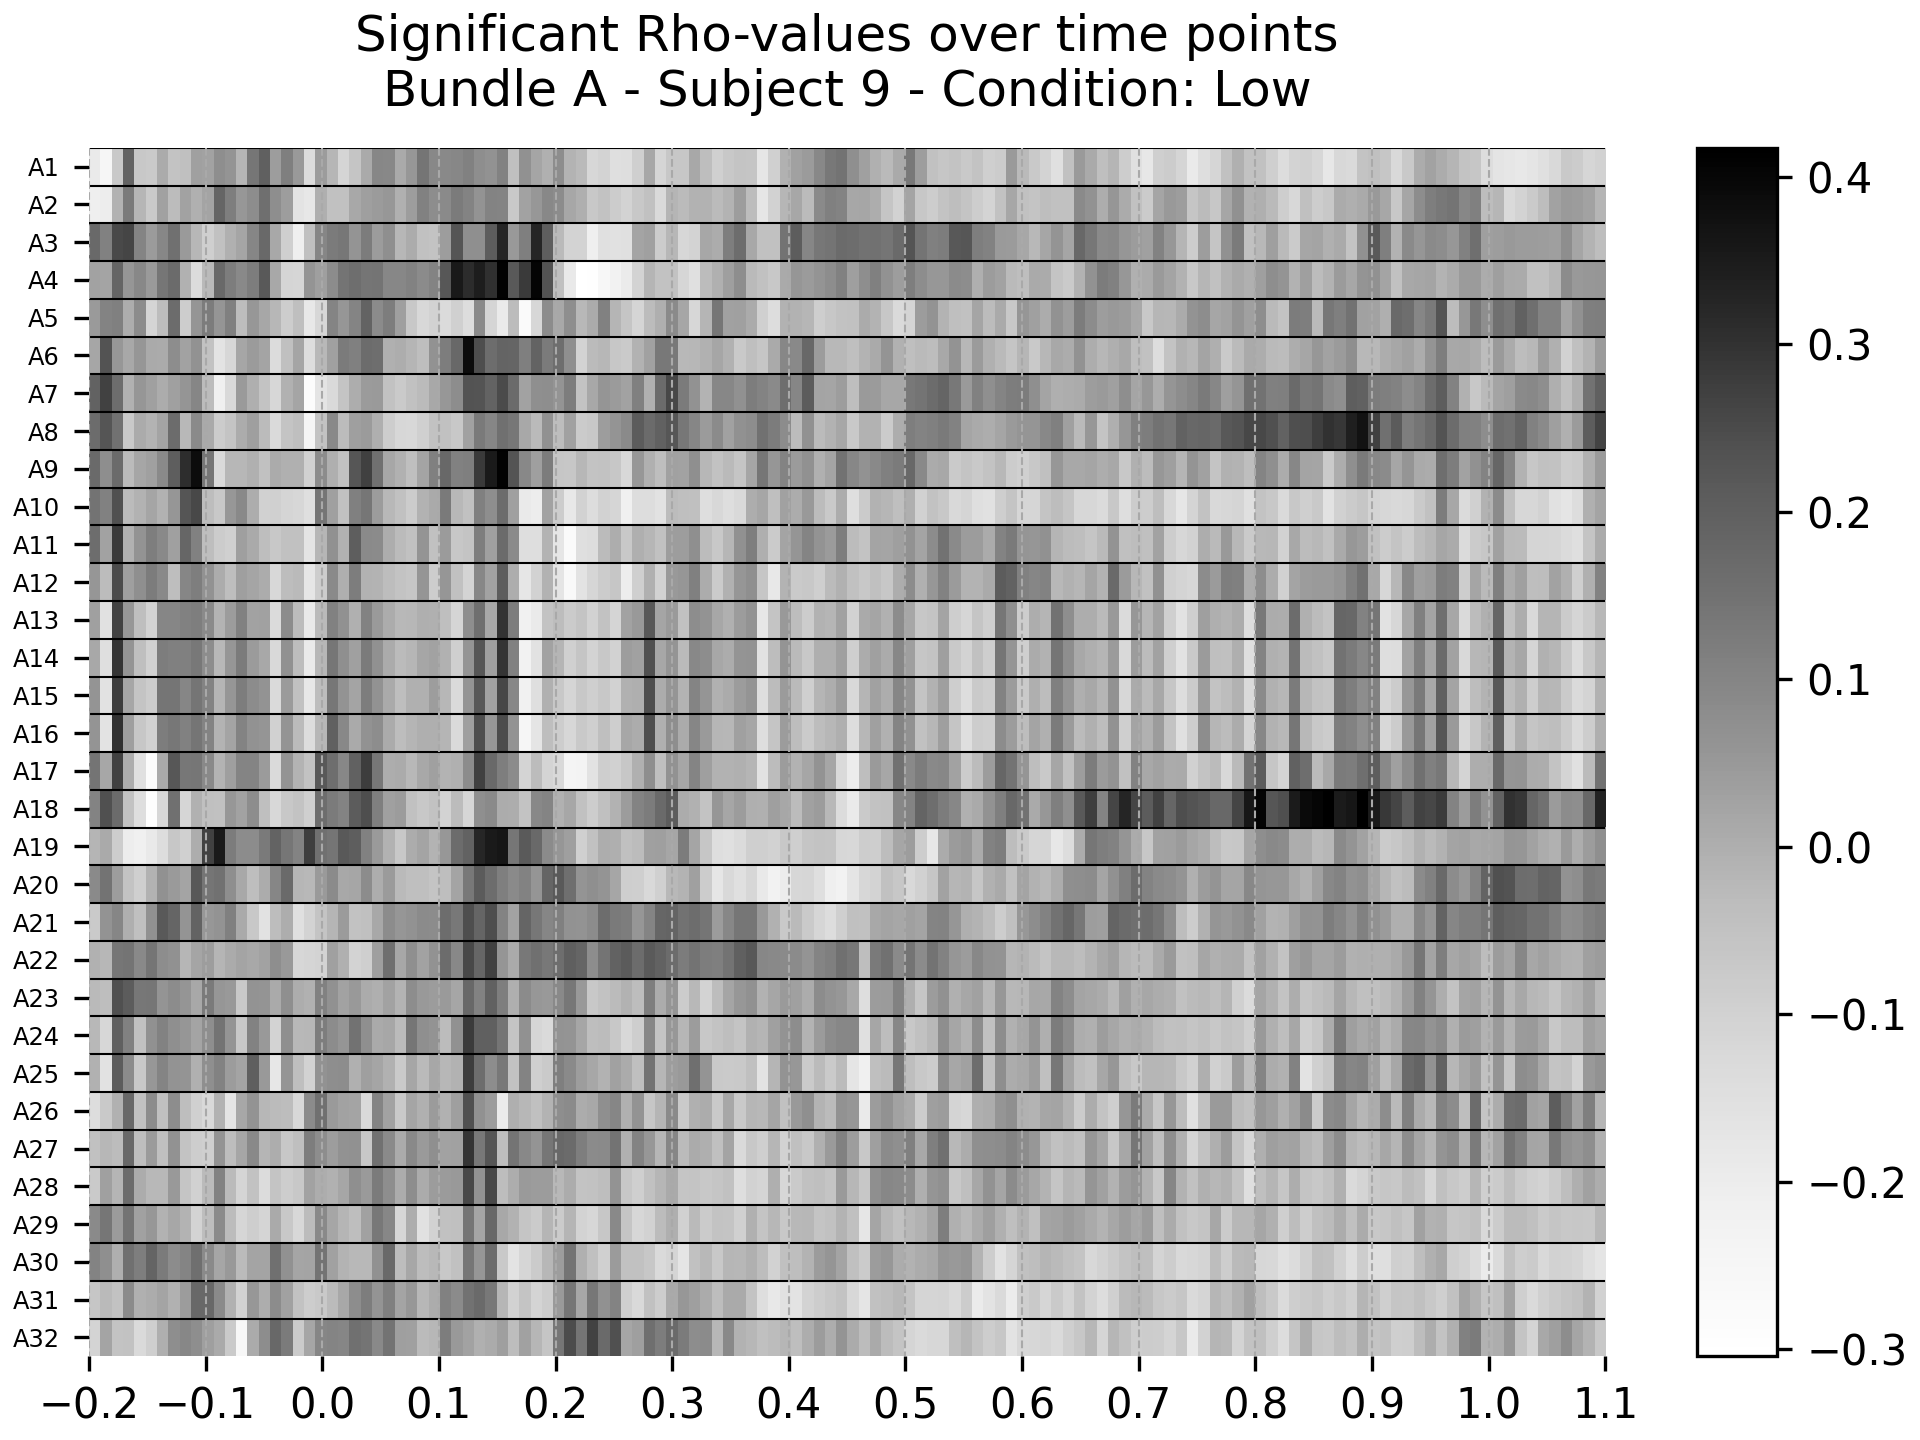 Significant Rho-values over time points
Bundle A - Subject 9 - Condition: Low
A1
A2
A3
A4
A5
A6
A7
A8
A9
A10
A11
A12
A13
A14
A15
A16
A17
A18
A19
A20
A21
A22
A23
A24
A25
A26
A27
A28
A29
A30
A31
A32
−0.2 −0.1 0.0 0.1 0.2 0.3 0.4 0.5 0.6 0.7 0.8 0.9 1.0 1.1
0.4
0.3
0.2
0.1
0.0
−0.1
−0.2
−0.3